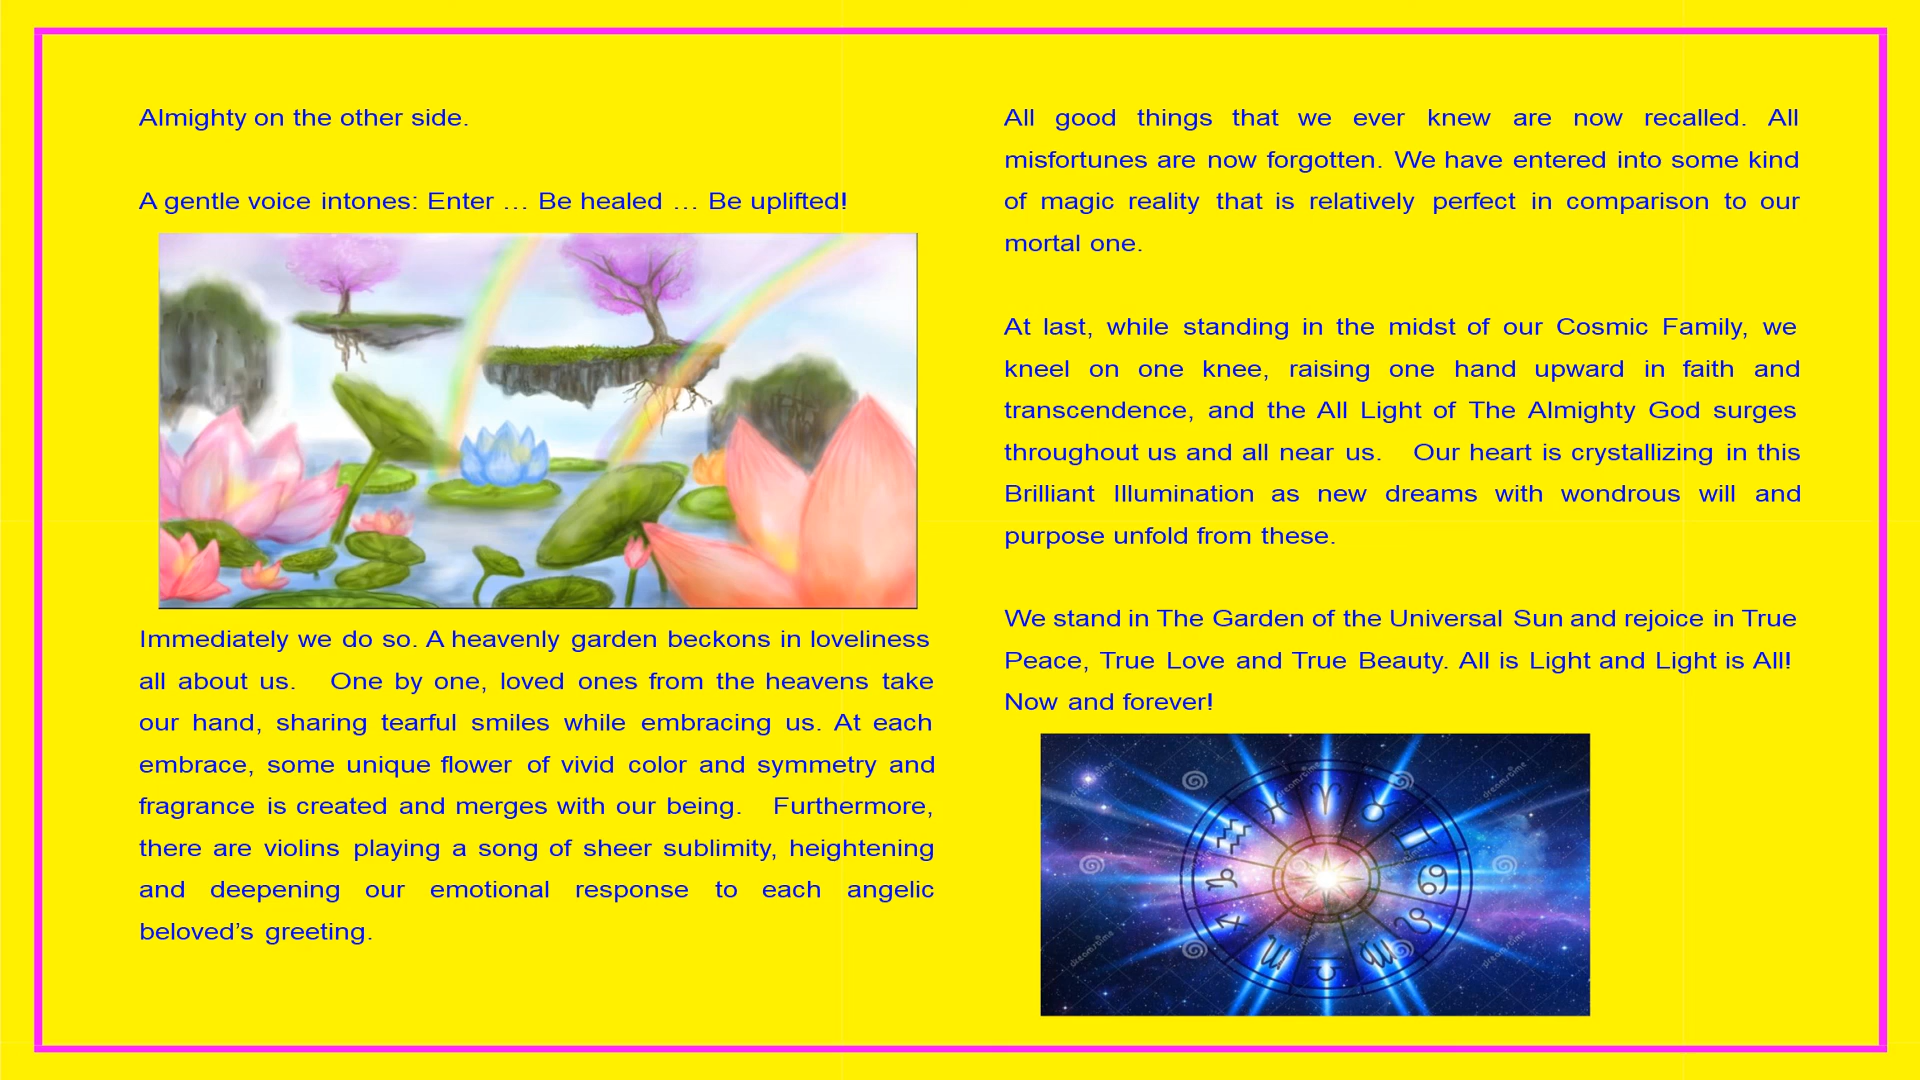 Almighty on the other side.
A gentle voice intones: Enter … Be healed … Be uplifted!
Immediately we do so. A heavenly garden beckons in loveliness
all about us. One by one, loved ones from the heavens take
our hand, sharing tearful smiles while embracing us. At each
embrace, some unique flower of vivid color and symmetry and
fragrance is created and merges with our being. Furthermore,
there are violins playing a song of sheer sublimity, heightening
and deepening our emotional response to each angelic
beloved’s greeting.
All good things that we ever knew are now recalled. All
misfortunes are now forgotten. We have entered into some kind
of magic reality that is relatively perfect in comparison to our
mortal one.
At last, while standing in the midst of our Cosmic Family, we
kneel on one knee, raising one hand upward in faith and
transcendence, and the All Light of The Almighty God surges
throughout us and all near us. Our heart is crystallizing in this
Brilliant Illumination as new dreams with wondrous will and
purpose unfold from these.
We stand in The Garden of the Universal Sun and rejoice in True
Peace, True Love and True Beauty. All is Light and Light is All!
Now and forever!
dreamstime
dreamstime
dreamstime
dreamstime